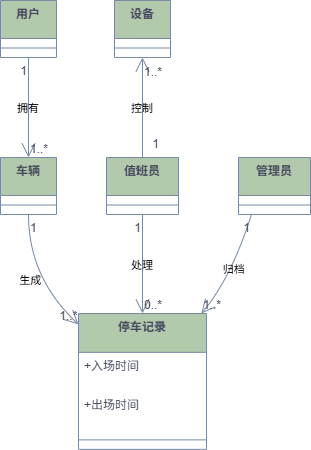 用户
设备
1
1..*
拥有
控制
1..*
1
车辆
值班员
管理员
1
1
1
生成
处理
归档
1..*
0..*
1..*
停车记录
+入场时间
+出场时间